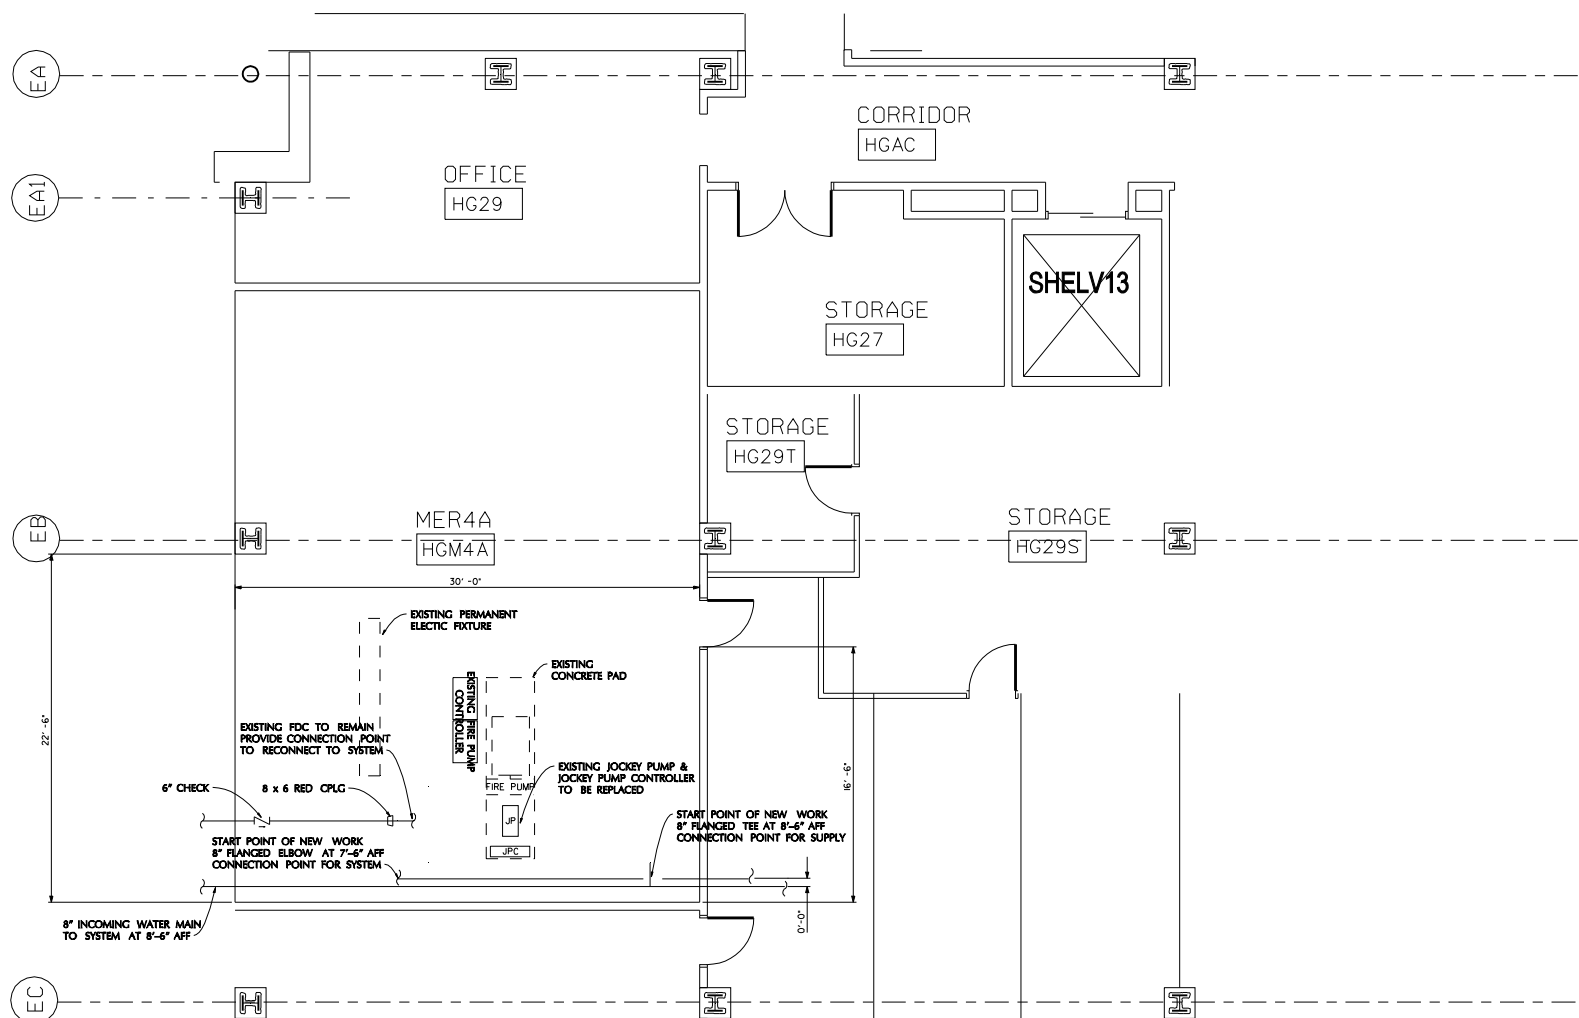 EA
CORRIDOR
HGAC
EA1
OFFICE
HG29
SHELV13
STORAGE
HG27
STORAGE
HG29T
EB
MER4A
HGM4A
STORAGE
HG29S
30' -0"
EXISTING PERMANENT
ELECTIC FIXTURE
EXISTING
CONCRETE PAD
EXISTING FIRE PUMP
CONTROLLER
22' -6"
EXISTING FDC TO REMAIN
PROVIDE CONNECTION POINT
TO RECONNECT TO SYSTEM
EXISTING JOCKEY PUMP &
JOCKEY PUMP CONTROLLER
TO BE REPLACED
16' -6"
FIRE PUMP
6" CHECK
8 x 6 RED CPLG
JP
START POINT OF NEW WORK
8" FLANGED TEE AT 8'-6" AFF
CONNECTION POINT FOR SUPPLY
START POINT OF NEW WORK
8" FLANGED ELBOW AT 7'-6" AFF
CONNECTION POINT FOR SYSTEM
JPC
8" INCOMING WATER MAIN
TO SYSTEM AT 8'-6" AFF
0'-0"
EC